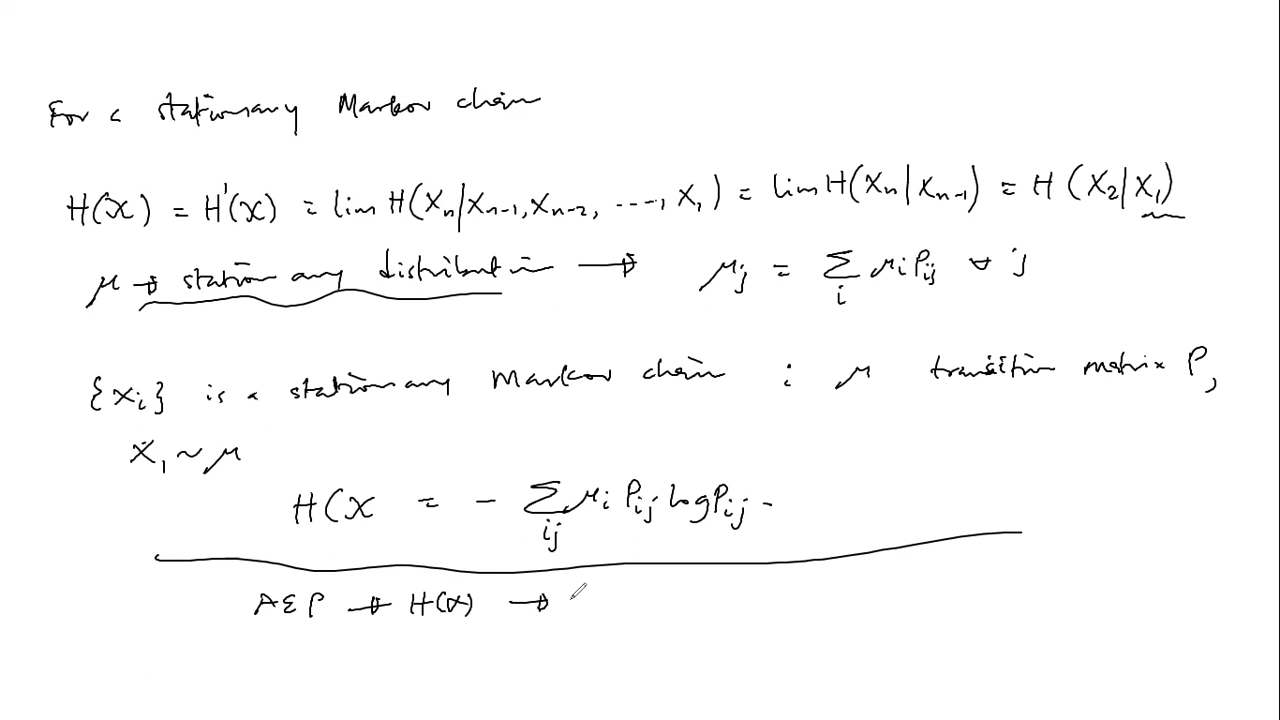 For a stationary Markov chain
H(𝒳) = H'(𝒳) = lim H(Xn|Xn-1, Xn-2, ----, X1) = lim H(Xn|Xn-1) = H(X2|X1)
μ → stationary distribution → μj = Σi μi Pij ∀ j
{Xi} is a stationary Markov chain : μ transition matrix P,
X1 ~ μ
H(𝒳 = - Σij μi Pij log Pij -
AEP → H(𝒳) →